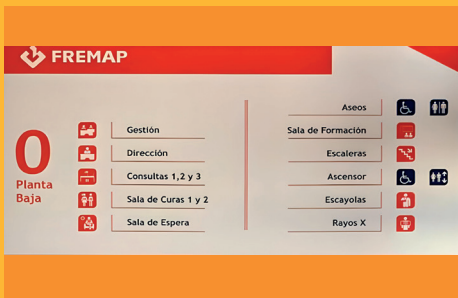 FREMAP
0
Planta
Baja
Gestión
Dirección
Consultas 1,2 y 3
Sala de Curas 1 y 2
Sala de Espera
Aseos
Sala de Formación
Escaleras
Ascensor
Escayolas
Rayos X